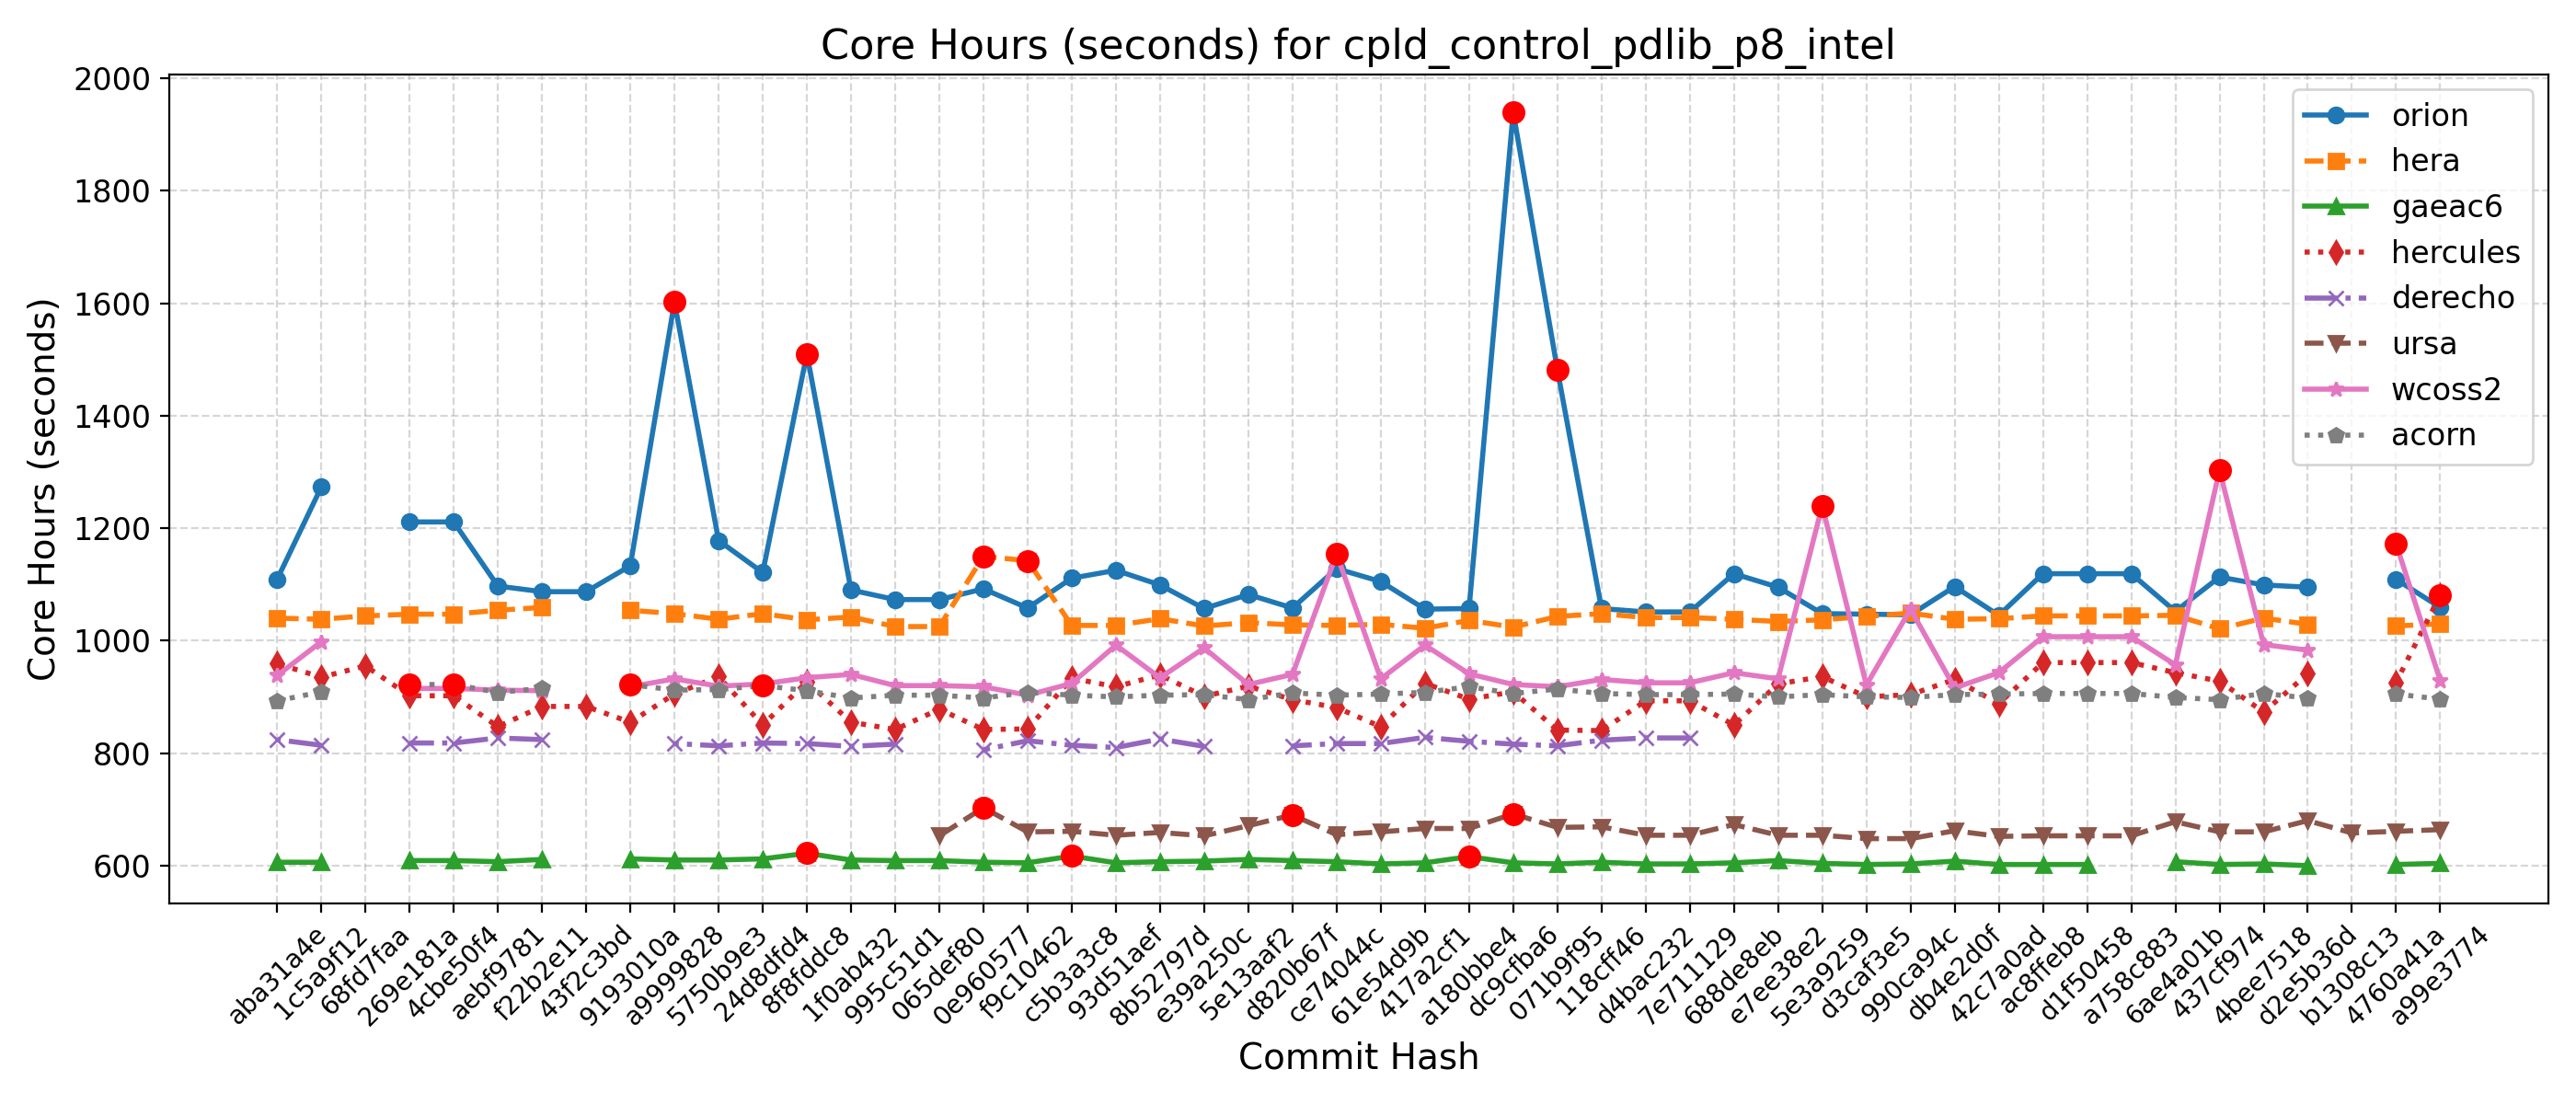 Core Hours (seconds) for cpld_control_pdlib_p8_intel
Core Hours (seconds)
2000
1800
1600
1400
1200
1000
800
600
orion
hera
gaeac6
hercules
derecho
ursa
wcoss2
acorn
aba31a4e
1c5a9f12
68fd7faa
269e181a
4cbe50f4
aebf9781
f22b2e11
43f2c3bd
9193010a
a9999828
5750b9e3
24d8dfd4
8f8fddc8
1f0ab432
995c51d1
065def80
0e960577
f9c10462
c5b3a3c8
93d51aef
8b52797d
e39a250c
5e13aaf2
d820b67f
ce74044c
61e54d9b
417a2cf1
a180bbe4
dc9cfba6
071b9f95
118cff46
d4bac232
7e711129
688de8eb
e7ee38e2
5e3a9259
d3caf3e5
990ca94c
db4e2d0f
42c7a0ad
ac8ffeb8
d1f50458
a758c883
6ae4a01b
437cf974
4bee7518
d2e5b36d
b1308c13
4760a41a
a99e3774
Commit Hash